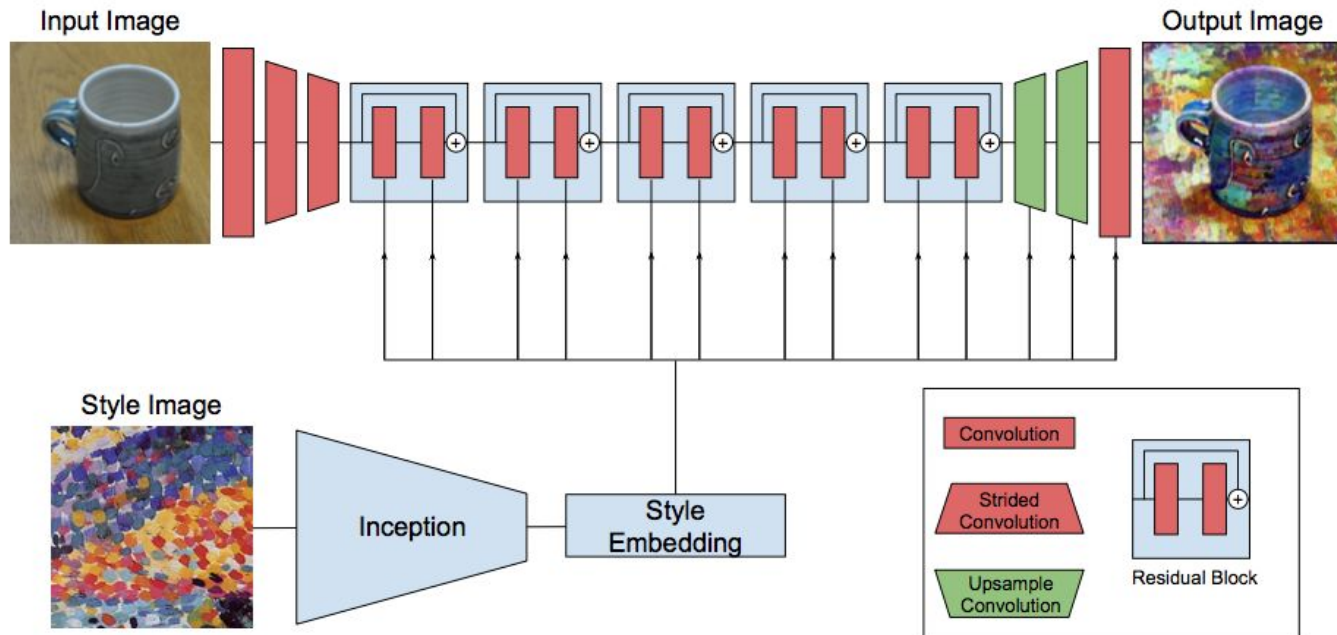 Input Image
Output Image
Style Image
Inception
Style
Embedding
Convolution
Strided
Convolution
Upsample
Convolution
Residual Block